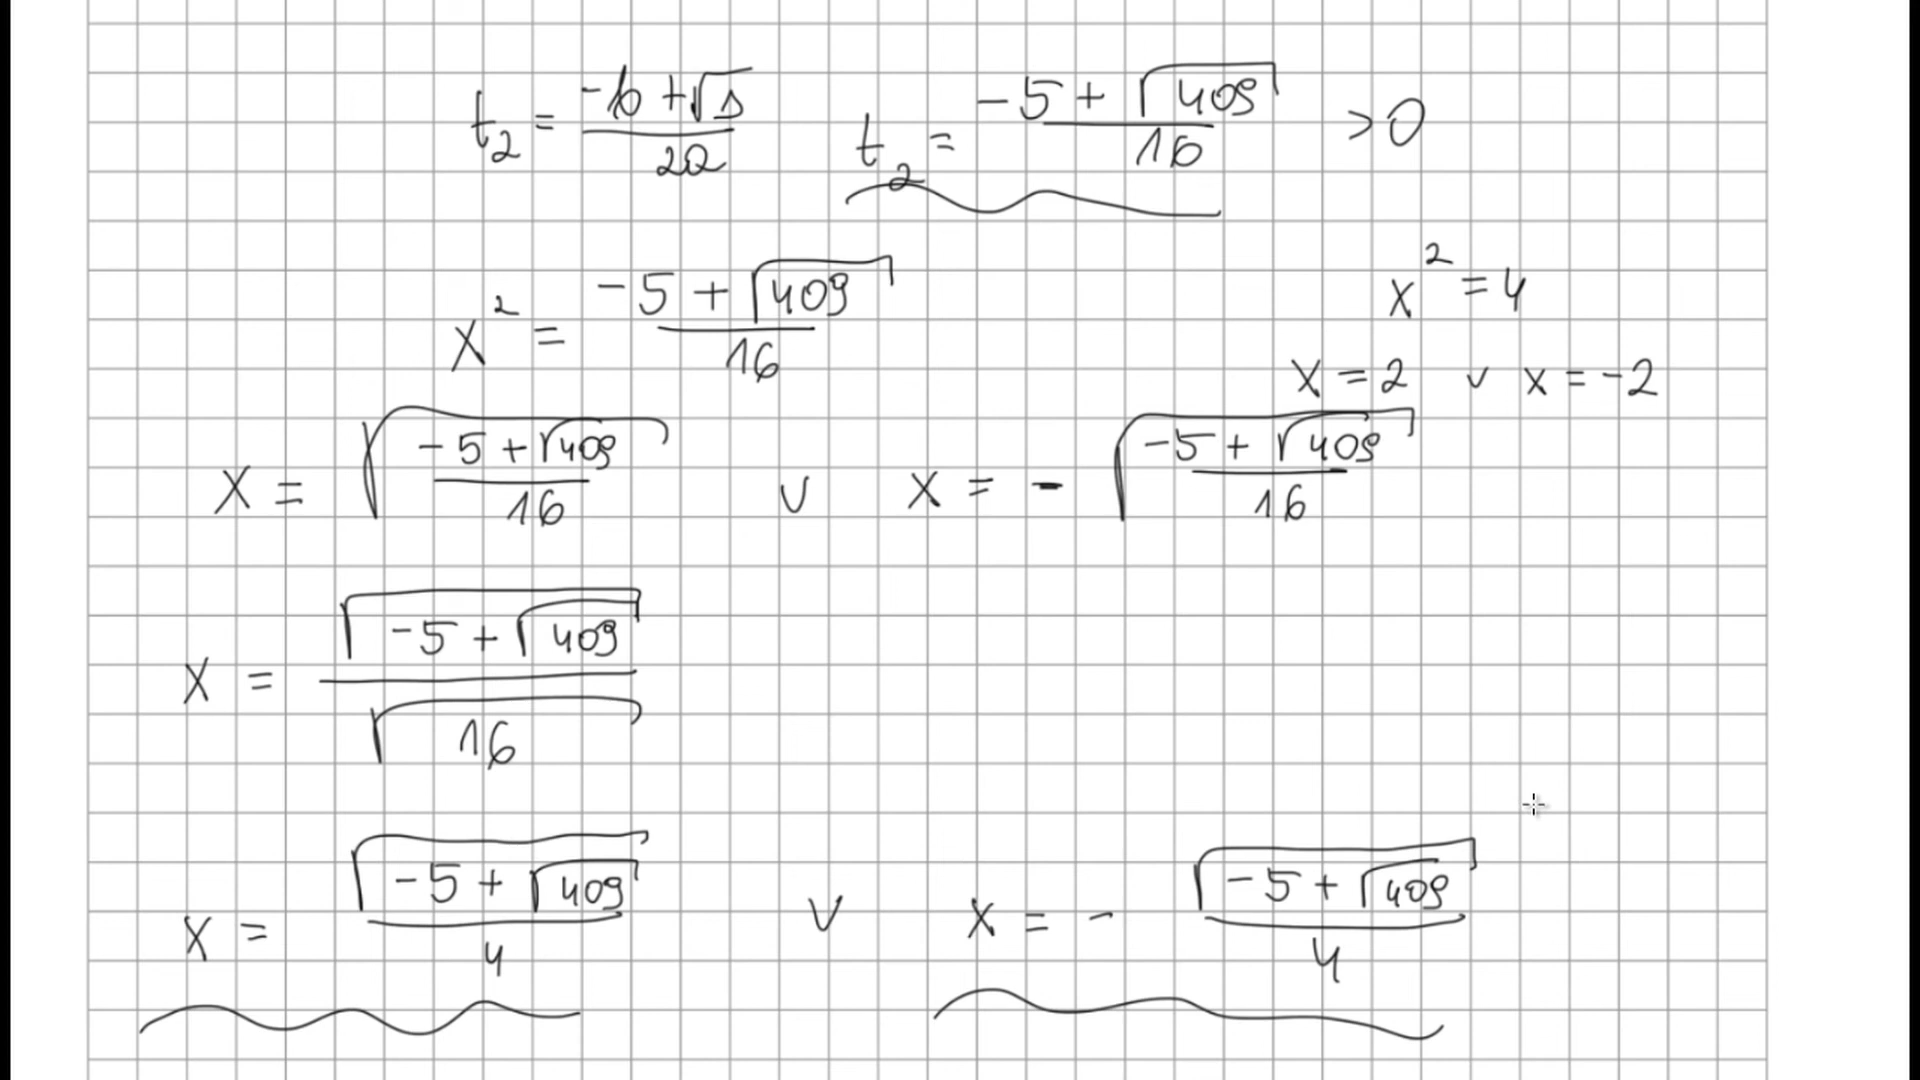 t₂ = (-b + √Δ)/(2a)   t₂ = (-5 + √409)/16 > 0
x² = (-5 + √409)/16   x² = 4
x = 2 ∨ x = -2
x = √((-5 + √409)/16) ∨ x = -√((-5 + √409)/16)
x = √(-5 + √409)/√16
x = √(-5 + √409)/4 ∨ x = -√(-5 + √409)/4